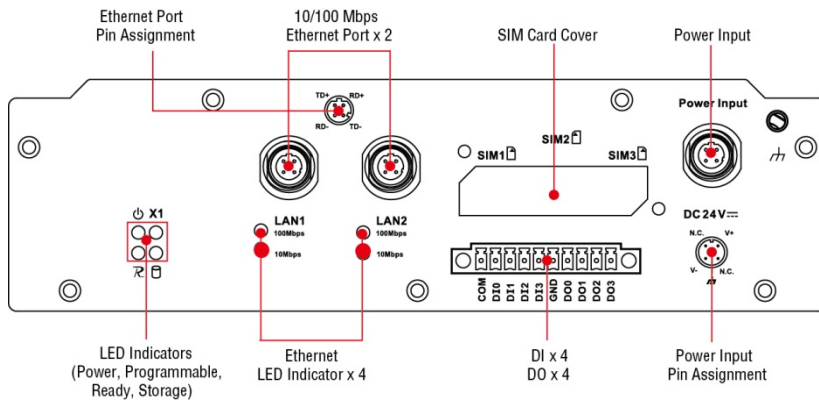 Ethernet Port
Pin Assignment
10/100 Mbps
Ethernet Port x 2
SIM Card Cover
Power Input
TD+ RD+
RD- TD-
Power Input
SIM1 SIM2 SIM3
LAN1
100Mbps
10Mbps
LAN2
100Mbps
10Mbps
X1
R
DC 24V
N.C. V+
V- N.C.
COM DI0 DI1 DI2 DI3 GND DO0 DO1 DO2 DO3
LED Indicators
(Power, Programmable,
Ready, Storage)
Ethernet
LED Indicator x 4
DI x 4
DO x 4
Power Input
Pin Assignment